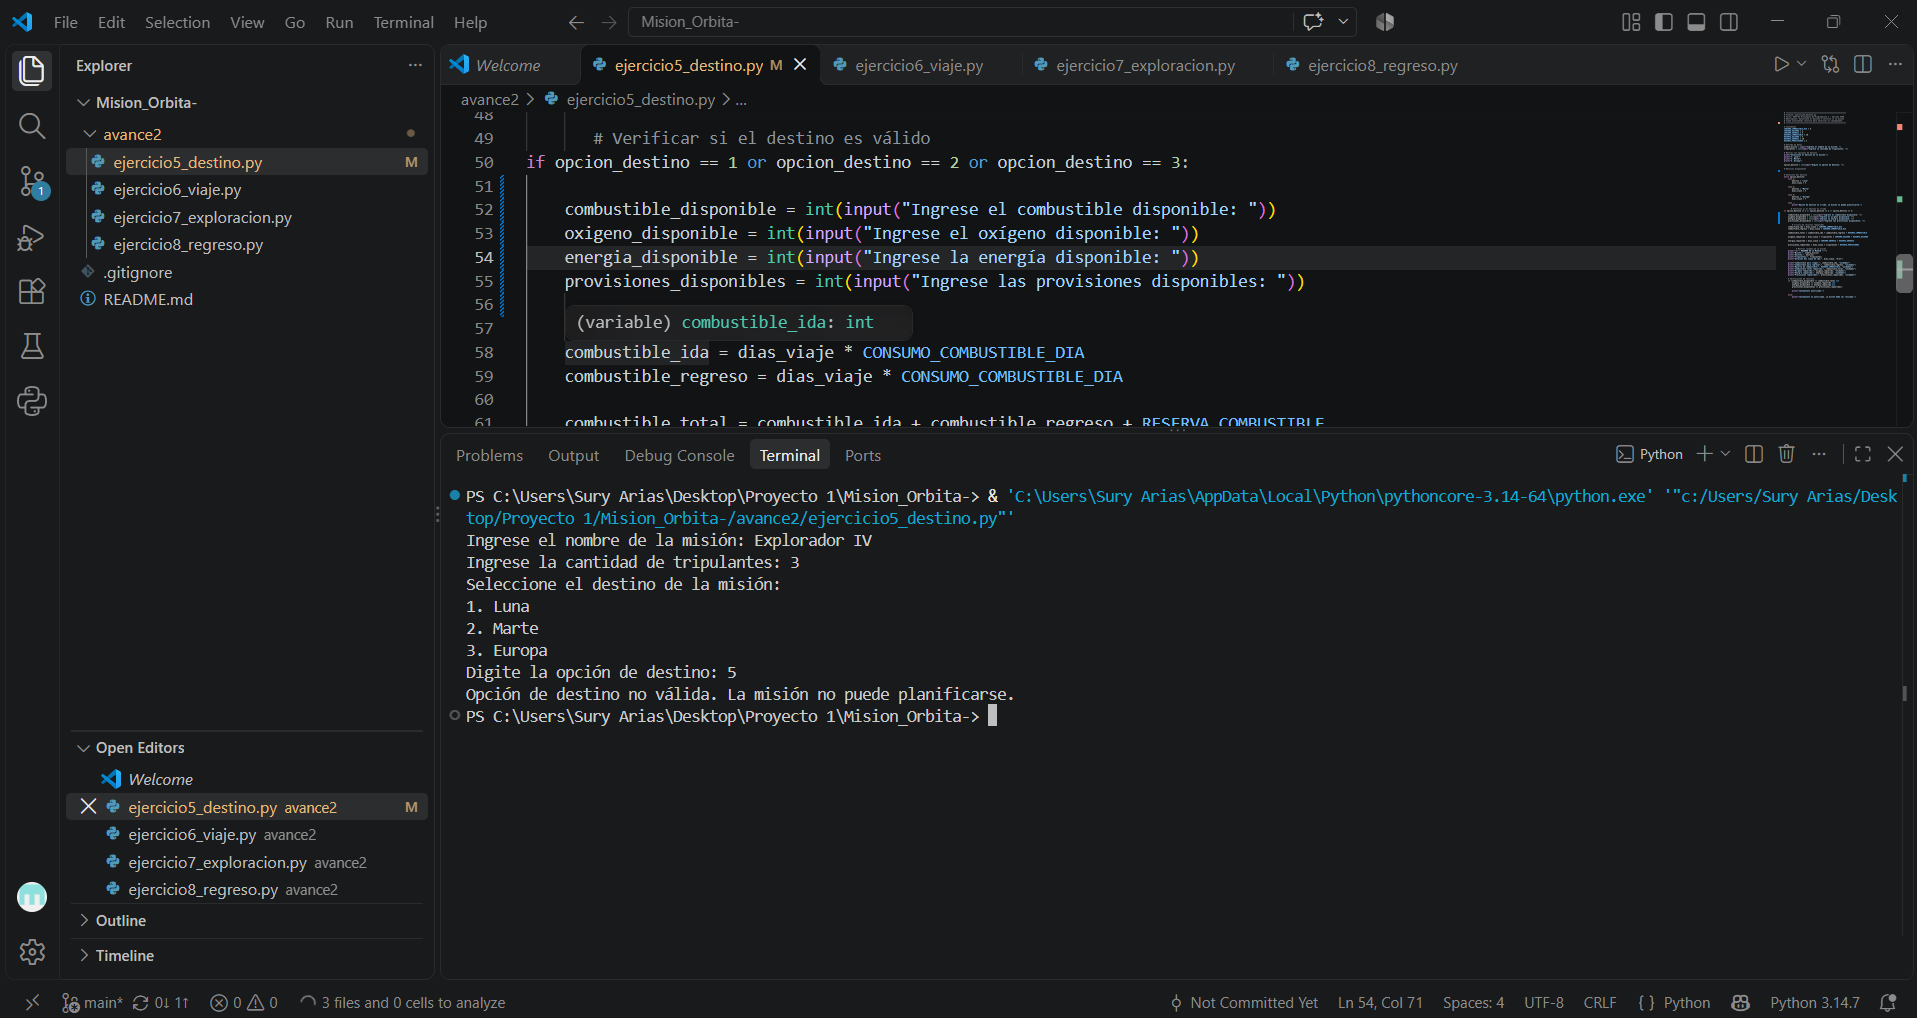 File Edit Selection View Go Run Terminal Help
Mision_Orbita-
Explorer
Mision_Orbita-
avance2
ejercicio5_destino.py M
ejercicio6_viaje.py
ejercicio7_exploracion.py
ejercicio8_regreso.py
.gitignore
README.md
1
Open Editors
Welcome
ejercicio5_destino.py avance2 M
ejercicio6_viaje.py avance2
ejercicio7_exploracion.py avance2
ejercicio8_regreso.py avance2
Outline
Timeline
Welcome ejercicio5_destino.py M ejercicio6_viaje.py ejercicio7_exploracion.py ejercicio8_regreso.py
avance2 > ejercicio5_destino.py > ...
48
49 # Verificar si el destino es válido
50 if opcion_destino == 1 or opcion_destino == 2 or opcion_destino == 3:
51
52 combustible_disponible = int(input("Ingrese el combustible disponible: "))
53 oxigeno_disponible = int(input("Ingrese el oxígeno disponible: "))
54 energia_disponible = int(input("Ingrese la energía disponible: "))
55 provisiones_disponibles = int(input("Ingrese las provisiones disponibles: "))
56
57 (variable) combustible_ida: int
58 combustible_ida = dias_viaje * CONSUMO_COMBUSTIBLE_DIA
59 combustible_regreso = dias_viaje * CONSUMO_COMBUSTIBLE_DIA
60
61 combustible_total = combustible_ida + combustible_regreso + RESERVA_COMBUSTIBLE
Problems Output Debug Console Terminal Ports
Python
PS C:\Users\Sury Arias\Desktop\Proyecto 1\Mision_Orbita-> & 'C:\Users\Sury Arias\AppData\Local\Python\pythoncore-3.14-64\python.exe' '"c:/Users/Sury Arias/Desk
top/Proyecto 1/Mision_Orbita-/avance2/ejercicio5_destino.py"'
Ingrese el nombre de la misión: Explorador IV
Ingrese la cantidad de tripulantes: 3
Seleccione el destino de la misión:
1. Luna
2. Marte
3. Europa
Digite la opción de destino: 5
Opción de destino no válida. La misión no puede planificarse.
PS C:\Users\Sury Arias\Desktop\Proyecto 1\Mision_Orbita->
main* 0↓ 1↑ 0 0 3 files and 0 cells to analyze Not Committed Yet Ln 54, Col 71 Spaces: 4 UTF-8 CRLF {} Python Python 3.14.7